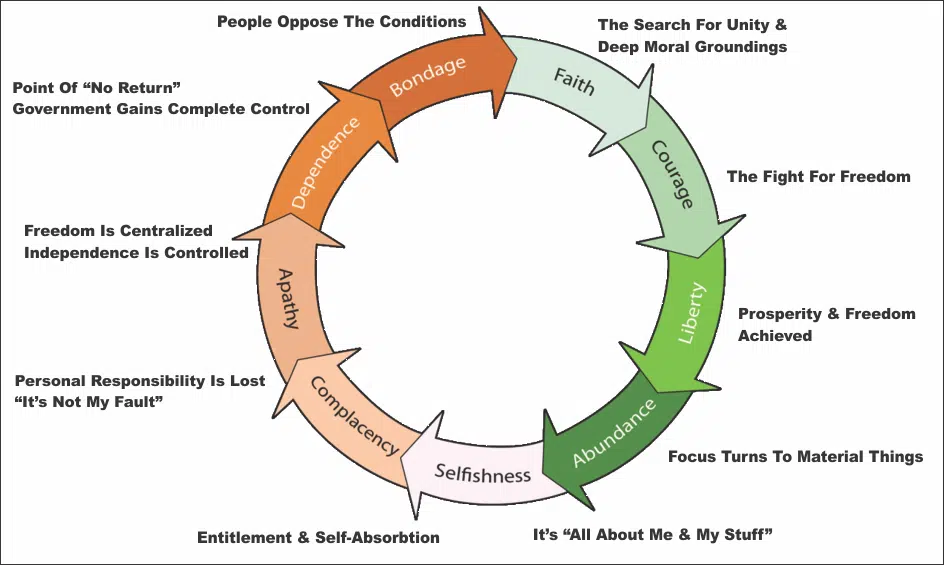 People Oppose The Conditions
The Search For Unity &
Deep Moral Groundings
Bondage
Faith
Point Of “No Return”
Government Gains Complete Control
Dependence
Courage
The Fight For Freedom
Freedom Is Centralized
Independence Is Controlled
Apathy
Liberty
Prosperity & Freedom
Achieved
Personal Responsibility Is Lost
“It’s Not My Fault”
Complacency
Abundance
Selfishness
Focus Turns To Material Things
Entitlement & Self-Absorbtion
It’s “All About Me & My Stuff”